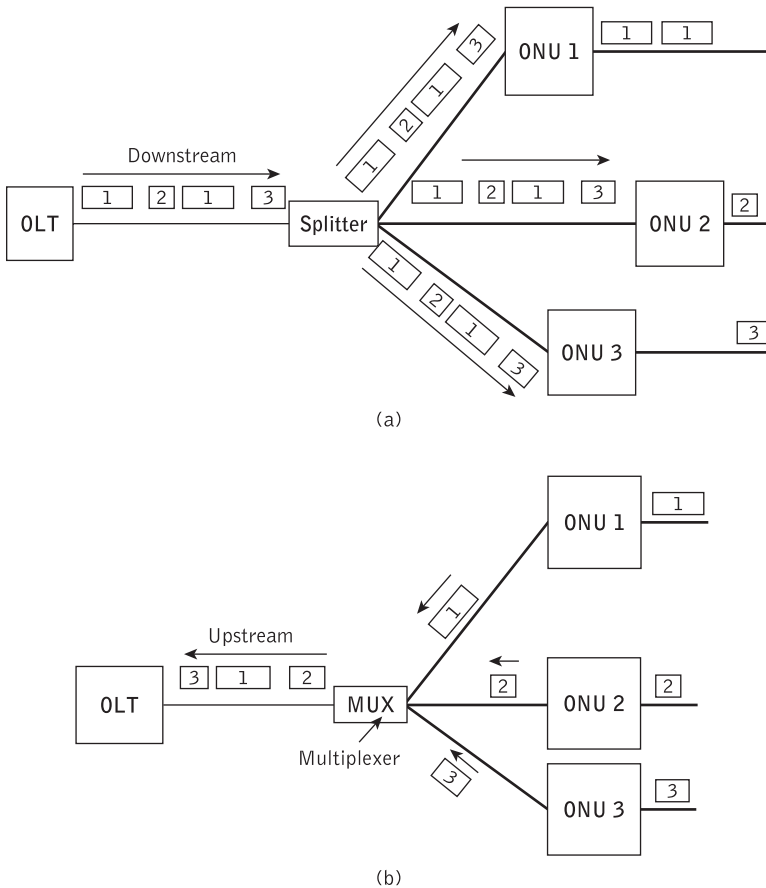 3
1
2
1
ONU 1
1 1
Downstream
1 2 1 3
OLT
Splitter
1 2 1 3
ONU 2
2
1
2
1
3
ONU 3
3
(a)
ONU 1
1
1
Upstream
3 1 2
OLT
MUX
Multiplexer
2
ONU 2
2
3
ONU 3
3
(b)